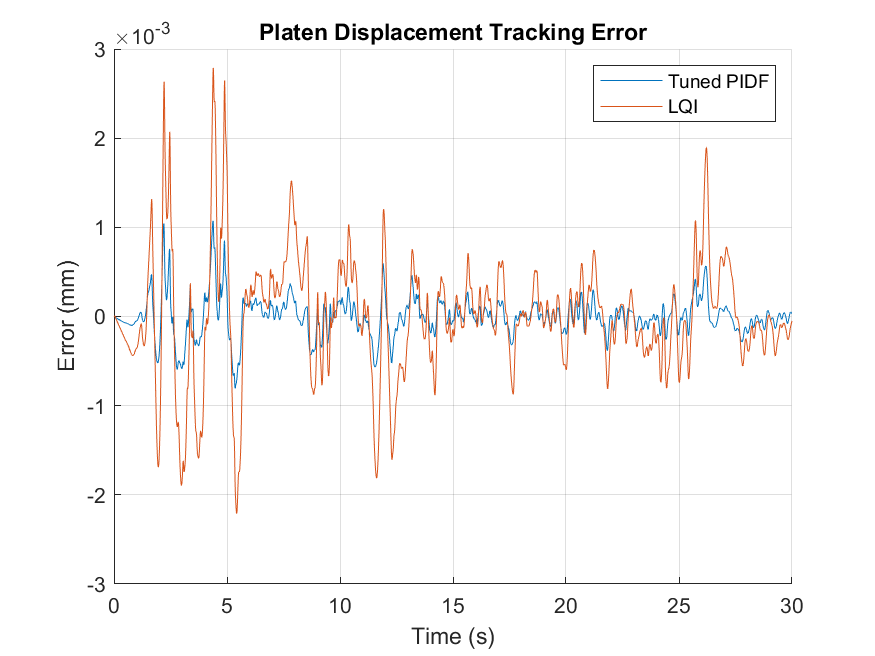 Platen Displacement Tracking Error
×10-3
Tuned PIDF
LQI
3
2
1
0
-1
-2
-3
Error (mm)
0 5 10 15 20 25 30
Time (s)